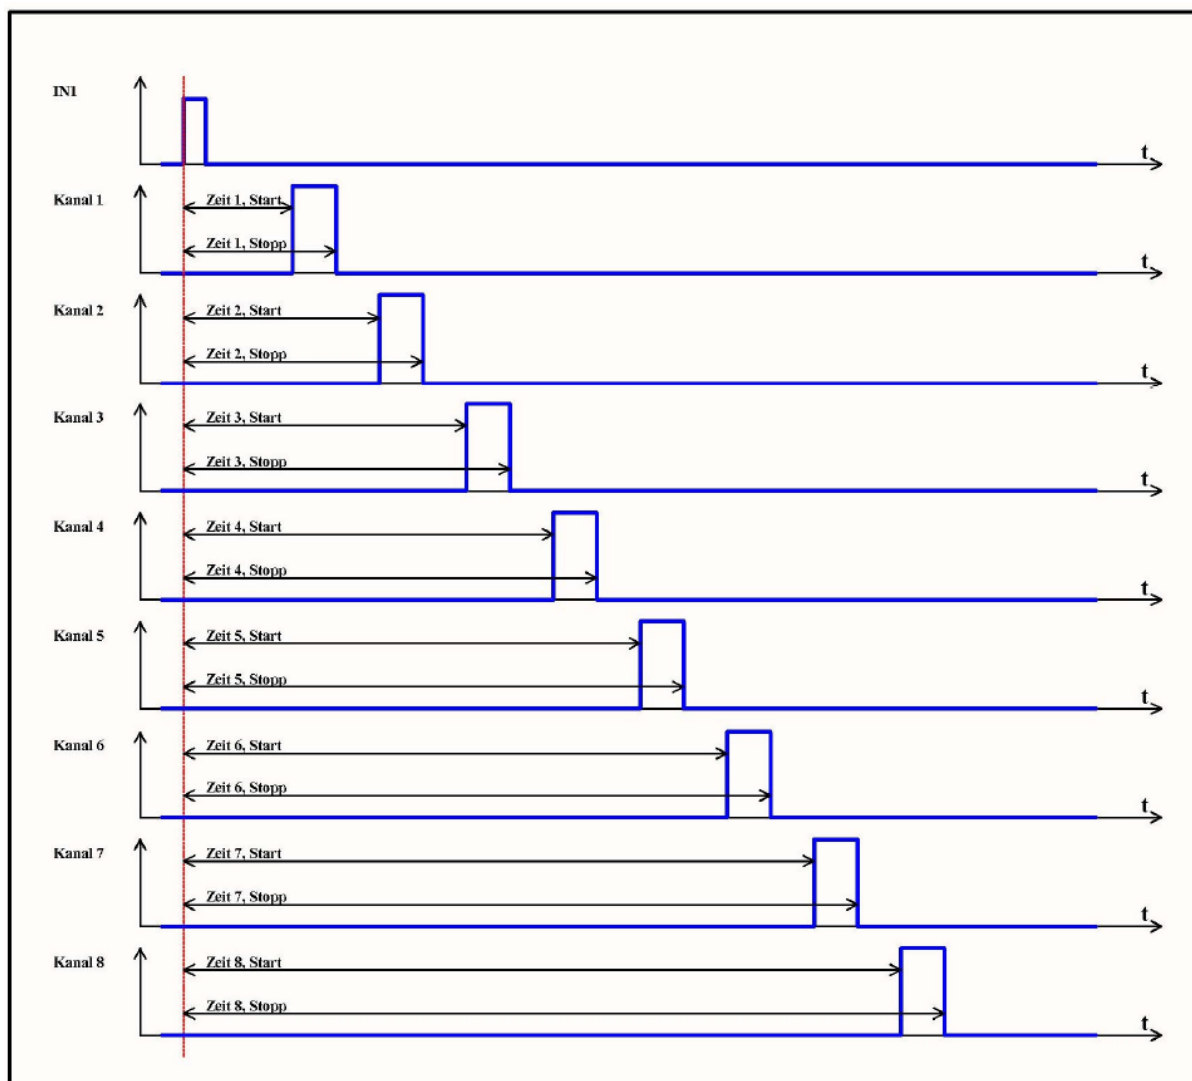 IN1
t
Kanal 1
Zeit 1, Start
Zeit 1, Stopp
t
Kanal 2
Zeit 2, Start
Zeit 2, Stopp
t
Kanal 3
Zeit 3, Start
Zeit 3, Stopp
t
Kanal 4
Zeit 4, Start
Zeit 4, Stopp
t
Kanal 5
Zeit 5, Start
Zeit 5, Stopp
t
Kanal 6
Zeit 6, Start
Zeit 6, Stopp
t
Kanal 7
Zeit 7, Start
Zeit 7, Stopp
t
Kanal 8
Zeit 8, Start
Zeit 8, Stopp
t